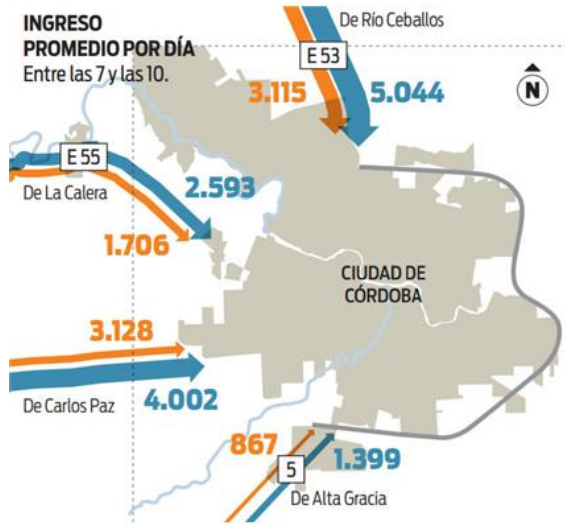 INGRESO
PROMEDIO POR DÍA
Entre las 7 y las 10.
De Río Ceballos
E 53
3.115
5.044
N
E 55
De La Calera
2.593
1.706
CIUDAD DE
CÓRDOBA
3.128
De Carlos Paz
4.002
867
5
1.399
De Alta Gracia